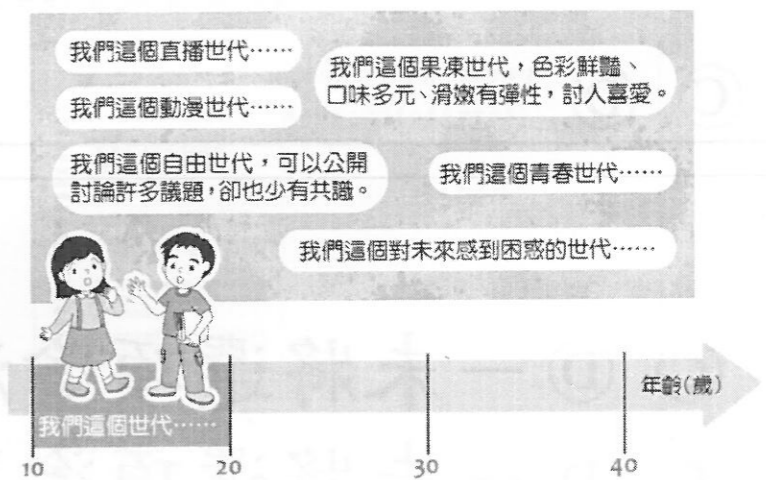 我們這個直播世代……
我們這個果凍世代，色彩鮮豔、
口味多元、滑嫩有彈性，討人喜愛。
我們這個動漫世代……
我們這個自由世代，可以公開
討論許多議題，卻也少有共識。
我們這個青春世代……
我們這個對未來感到困惑的世代……
年齡(歲)
我們這個世代……
10
20
30
40